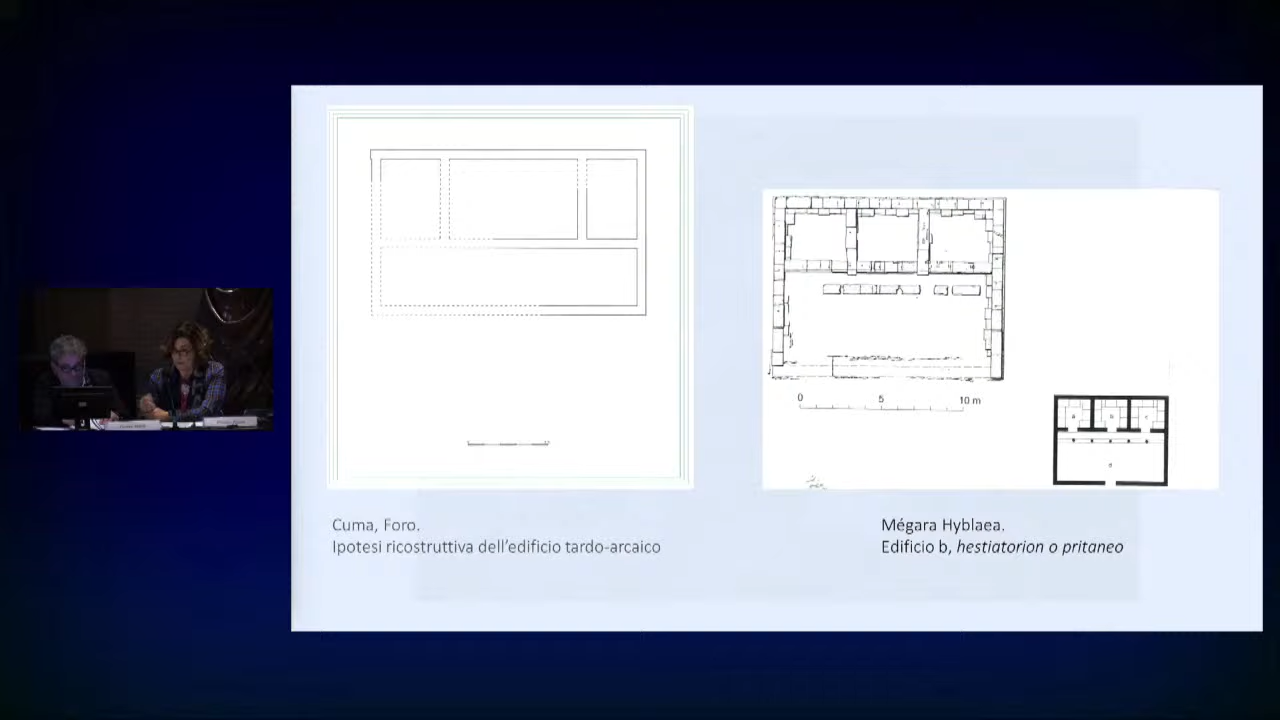 0 5 10 m
a b c
d
Cuma, Foro.
Ipotesi ricostruttiva dell'edificio tardo-arcaico
Mégara Hyblaea.
Edificio b, hestiatorion o pritaneo